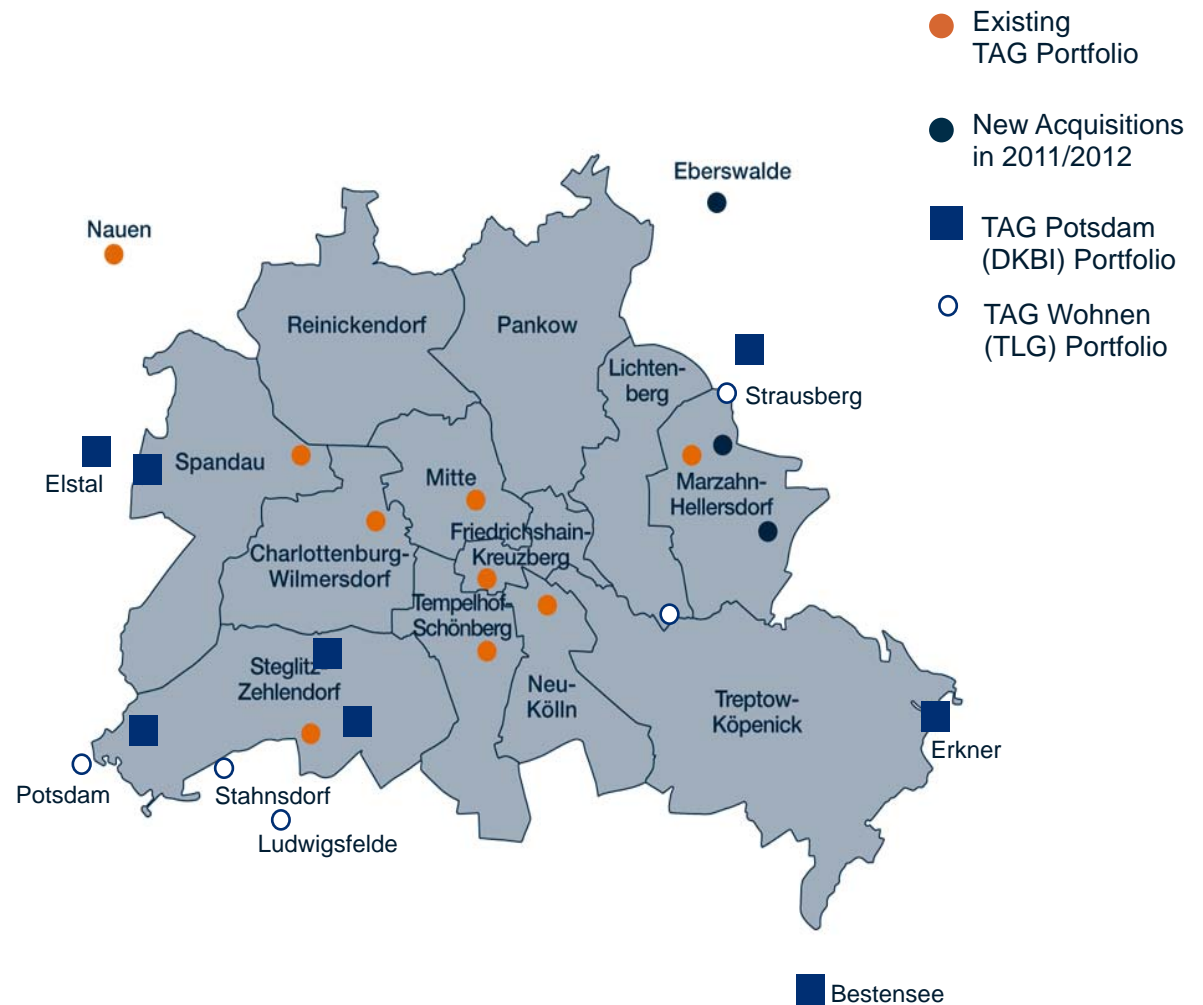 Existing
TAG Portfolio
New Acquisitions
in 2011/2012
TAG Potsdam
(DKBI) Portfolio
TAG Wohnen
(TLG) Portfolio
Eberswalde
Nauen
Reinickendorf
Pankow
Lichten-
berg
Strausberg
Spandau
Elstal
Mitte
Marzahn-
Hellersdorf
Friedrichshain-
Kreuzberg
Charlottenburg-
Wilmersdorf
Tempelhof-
Schönberg
Steglitz-
Zehlendorf
Neu-
Kölln
Treptow-
Köpenick
Erkner
Potsdam
Stahnsdorf
Ludwigsfelde
Bestensee